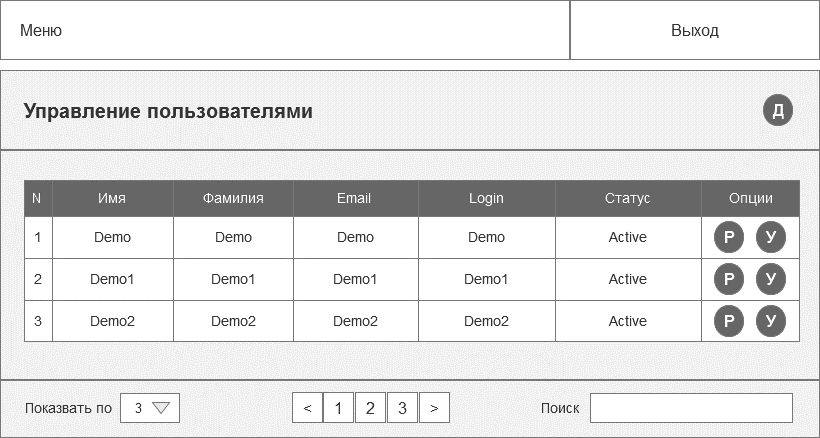 Меню Выход
Управление пользователями Д
N Имя Фамилия Email Login Статус Опции
1 Demo Demo Demo Demo Active Р У
2 Demo1 Demo1 Demo1 Demo1 Active Р У
3 Demo2 Demo2 Demo2 Demo2 Active Р У
Показвать по 3 < 1 2 3 > Поиск